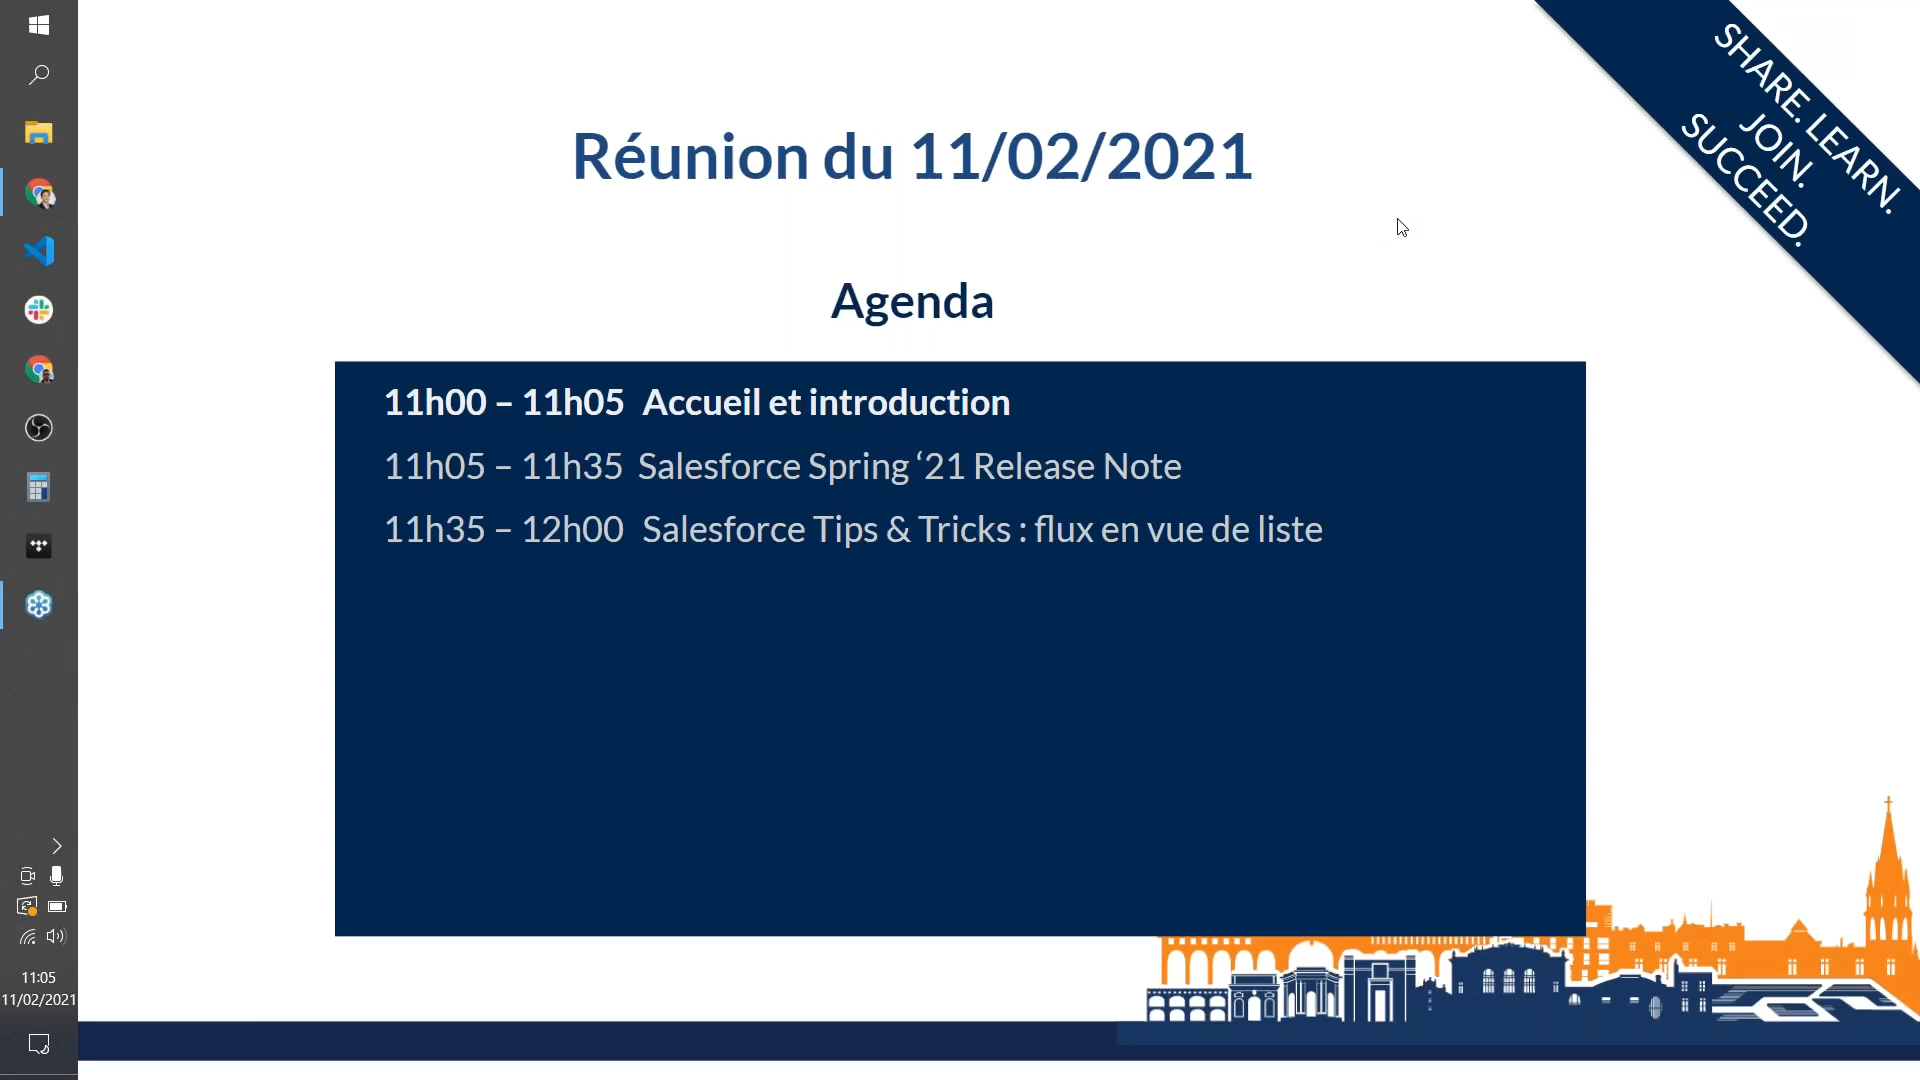 SHARE. LEARN.
JOIN.
SUCCEED.
Réunion du 11/02/2021
Agenda
11h00 – 11h05 Accueil et introduction
11h05 – 11h35 Salesforce Spring ‘21 Release Note
11h35 – 12h00 Salesforce Tips & Tricks : flux en vue de liste
11:05
11/02/2021